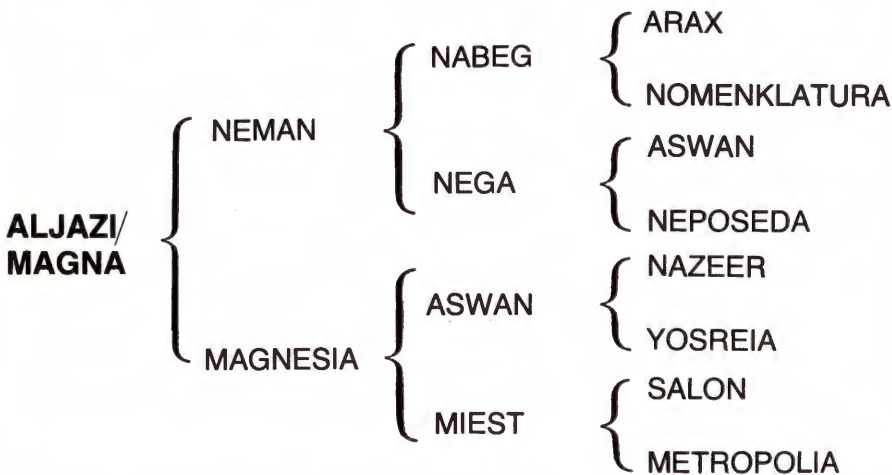 ARAX
NABEG
NOMENKLATURA
NEMAN
ASWAN
NEGA
NEPOSEDA
ALJAZI/
MAGNA
NAZEER
ASWAN
YOSREIA
MAGNESIA
SALON
MIEST
METROPOLIA